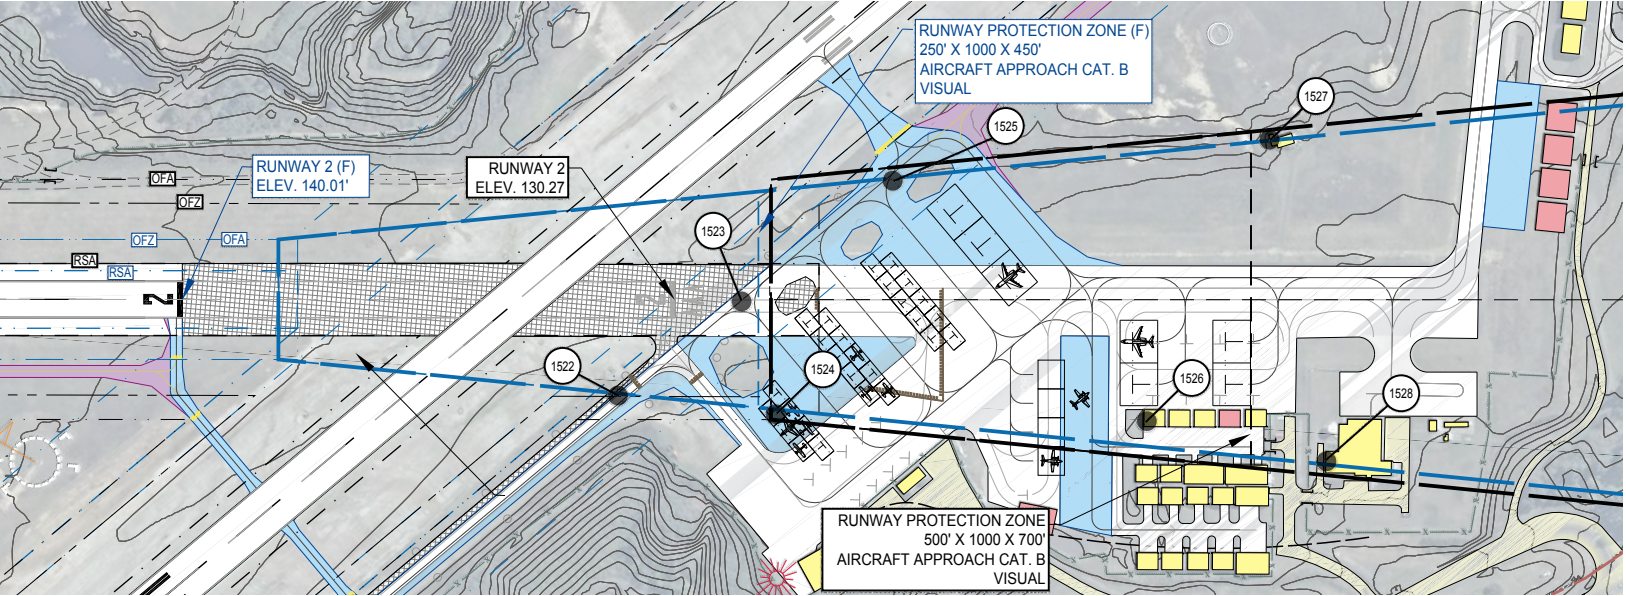 RUNWAY PROTECTION ZONE (F)
250' X 1000 X 450'
AIRCRAFT APPROACH CAT. B
VISUAL
1527
1525
RUNWAY 2 (F)
ELEV. 140.01'
RUNWAY 2
ELEV. 130.27
OFA
OFZ
OFZ
OFA
RSA
RSA
1523
2
2
1522
1524
1526
1528
RUNWAY PROTECTION ZONE
500' X 1000 X 700'
AIRCRAFT APPROACH CAT. B
VISUAL